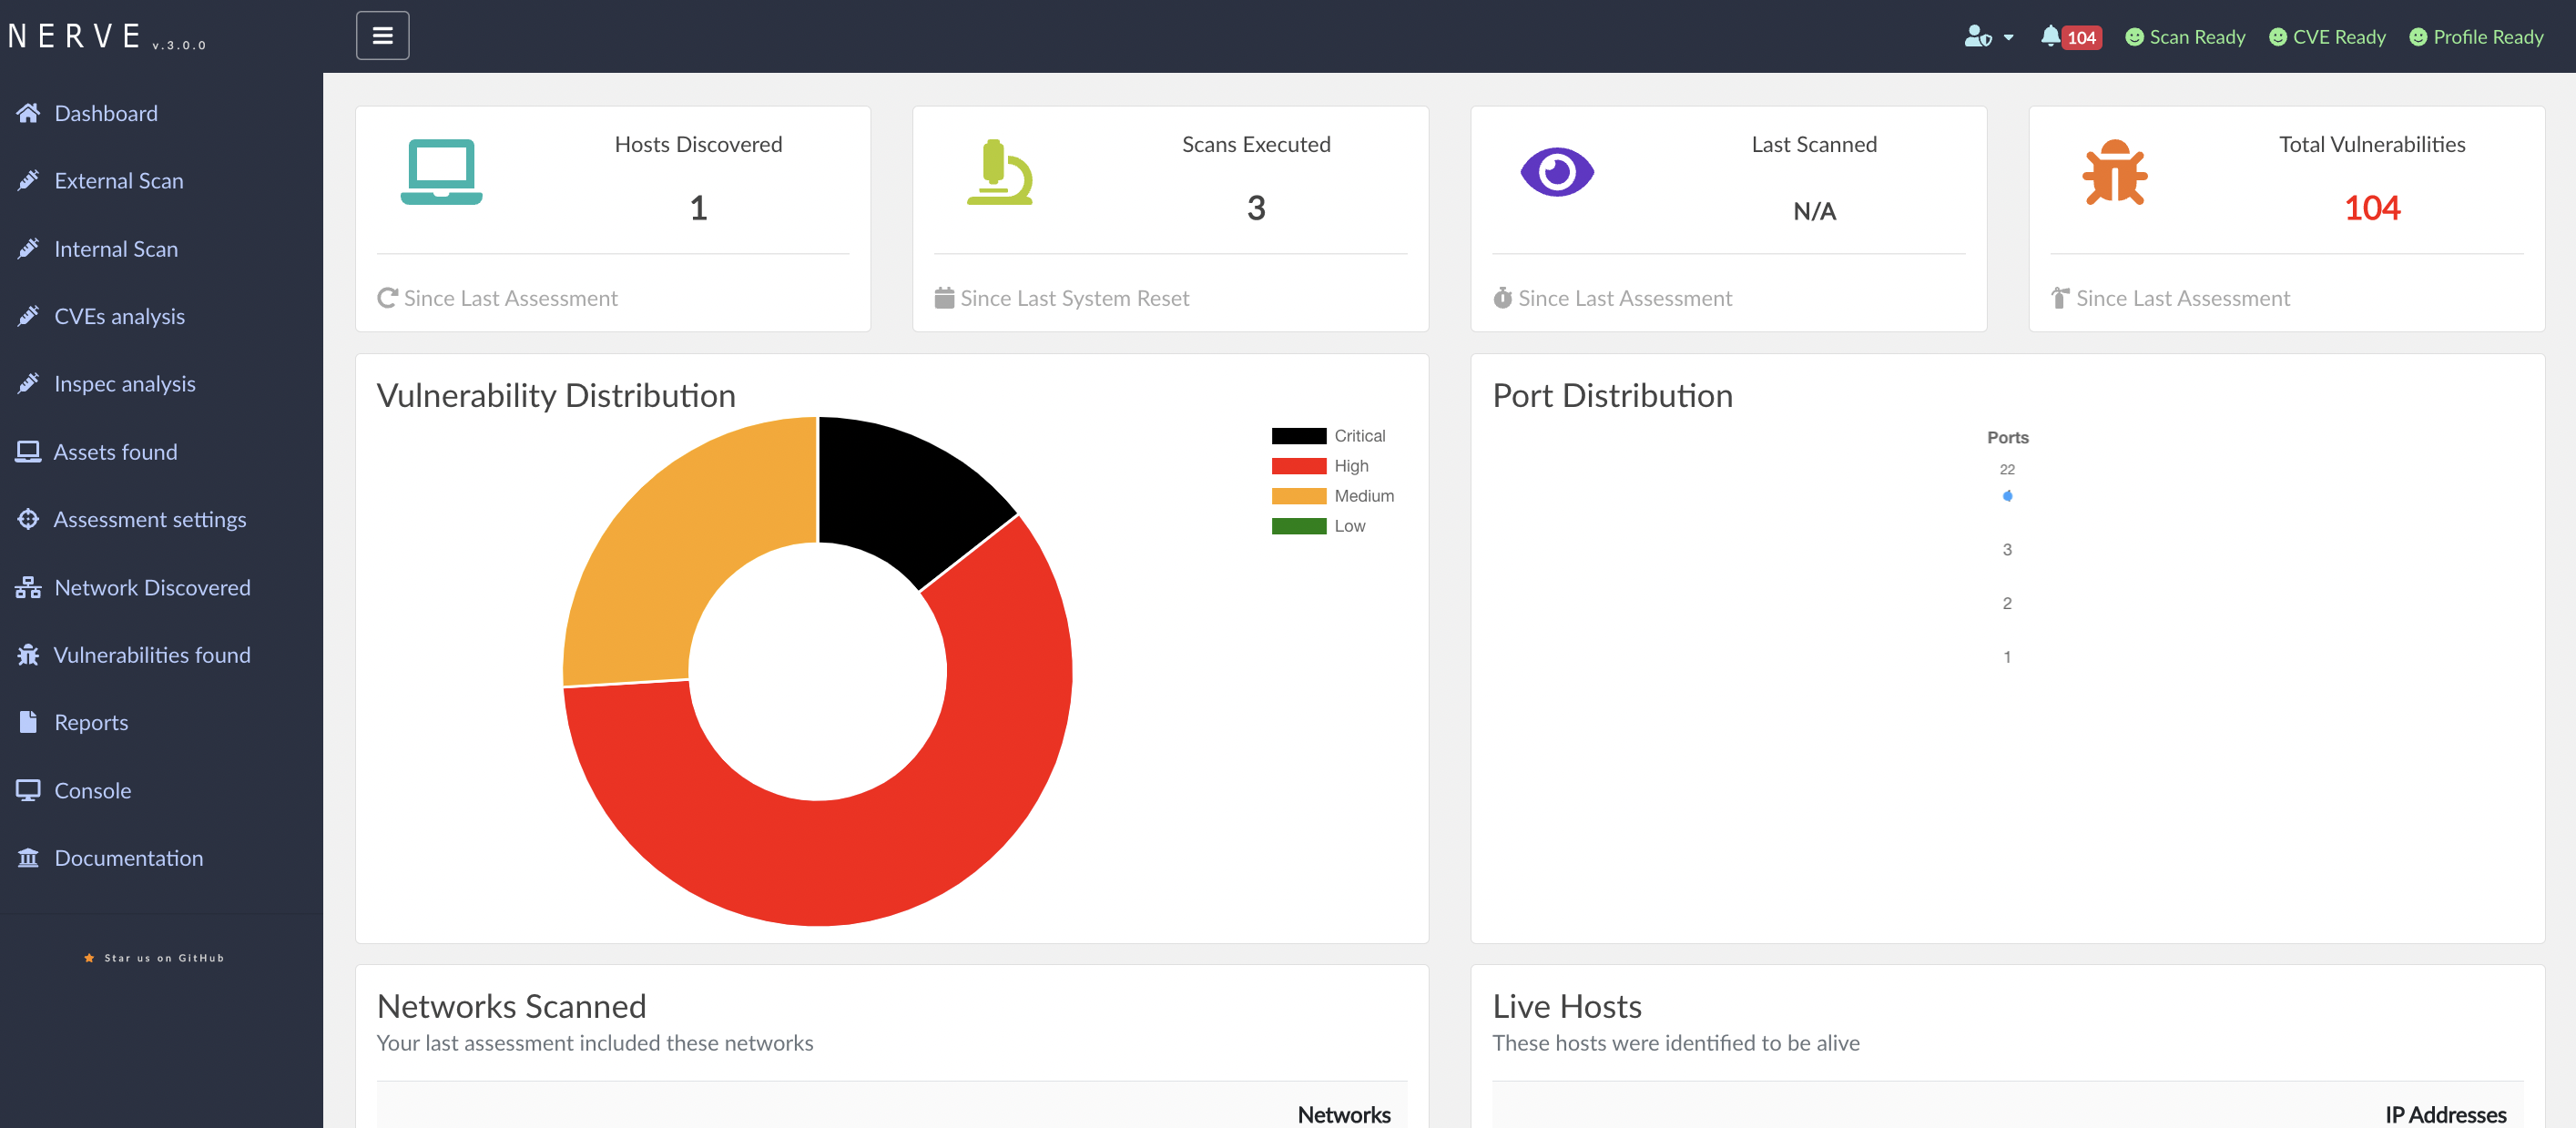 NERVE v.3.0.0
104
Scan Ready
CVE Ready
Profile Ready
Dashboard
External Scan
Internal Scan
CVEs analysis
Inspec analysis
Assets found
Assessment settings
Network Discovered
Vulnerabilities found
Reports
Console
Documentation
Star us on GitHub
Hosts Discovered
1
Since Last Assessment
Scans Executed
3
Since Last System Reset
Last Scanned
N/A
Since Last Assessment
Total Vulnerabilities
104
Since Last Assessment
Vulnerability Distribution
Critical
High
Medium
Low
Port Distribution
Ports
22
3
2
1
Networks Scanned
Your last assessment included these networks
Networks
Live Hosts
These hosts were identified to be alive
IP Addresses